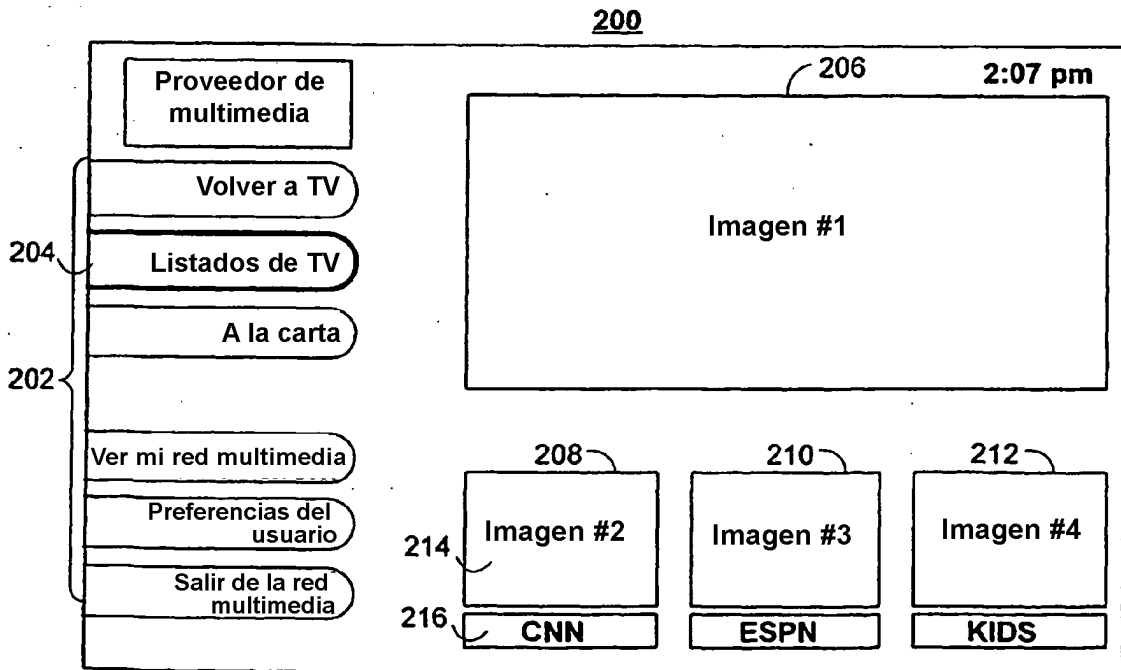 200
206
2:07 pm
Proveedor de
multimedia
Volver a TV
204
Listados de TV
A la carta
202
Ver mi red multimedia
Preferencias del
usuario
Salir de la red
multimedia
Imagen #1
208
210
212
214
Imagen #2
Imagen #3
Imagen #4
216
CNN
ESPN
KIDS